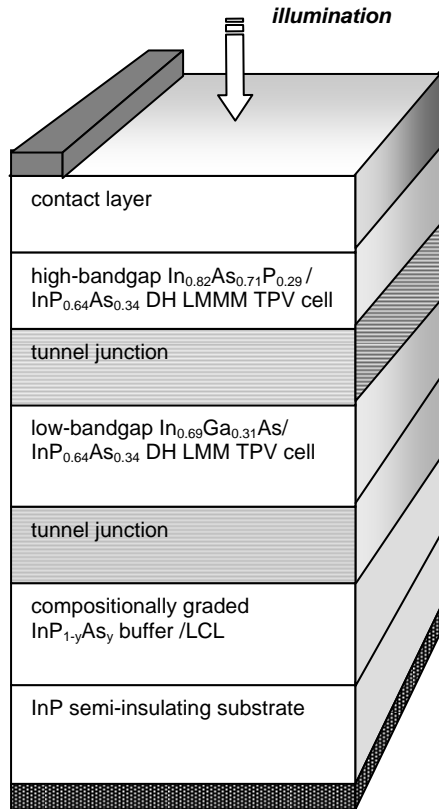 illumination
contact layer
high-bandgap In₀.₈₂As₀.₇₁P₀.₂₉ /
InP₀.₆₄As₀.₃₄ DH LMMM TPV cell
tunnel junction
low-bandgap In₀.₆₉Ga₀.₃₁As/
InP₀.₆₄As₀.₃₄ DH LMM TPV cell
tunnel junction
compositionally graded
InP₁₋yAsy buffer /LCL
InP semi-insulating substrate